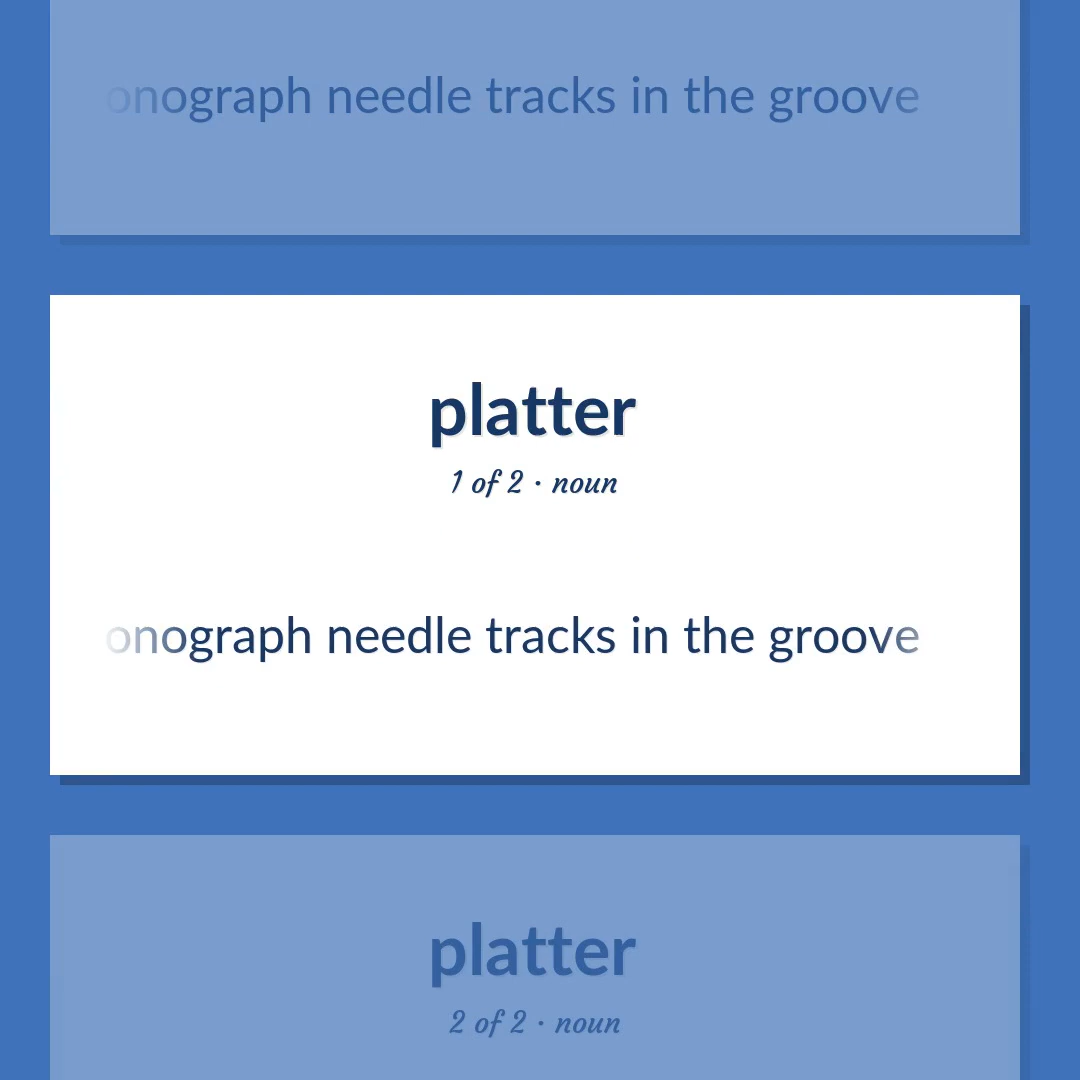 onograph needle tracks in the groove
platter
1 of 2 · noun
onograph needle tracks in the groove
platter
2 of 2 · noun